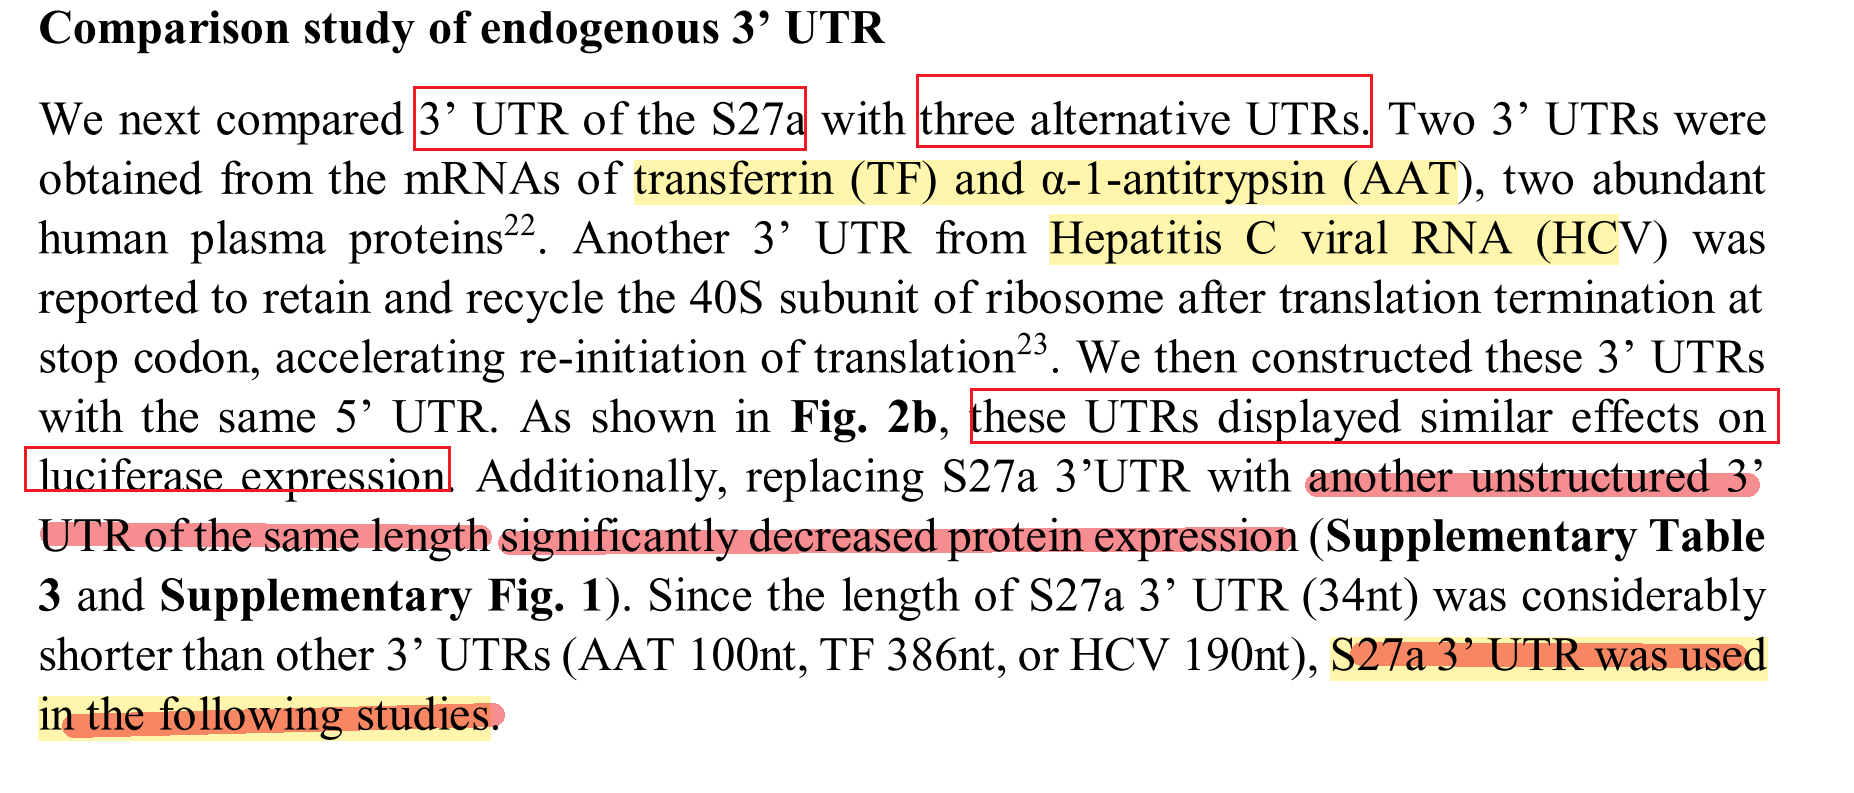 Comparison study of endogenous 3’ UTR
We next compared 3’ UTR of the S27a with three alternative UTRs. Two 3’ UTRs were
obtained from the mRNAs of transferrin (TF) and α-1-antitrypsin (AAT), two abundant
human plasma proteins22. Another 3’ UTR from Hepatitis C viral RNA (HCV) was
reported to retain and recycle the 40S subunit of ribosome after translation termination at
stop codon, accelerating re-initiation of translation23. We then constructed these 3’ UTRs
with the same 5’ UTR. As shown in Fig. 2b, these UTRs displayed similar effects on
luciferase expression. Additionally, replacing S27a 3’UTR with another unstructured 3’
UTR of the same length significantly decreased protein expression (Supplementary Table
3 and Supplementary Fig. 1). Since the length of S27a 3’ UTR (34nt) was considerably
shorter than other 3’ UTRs (AAT 100nt, TF 386nt, or HCV 190nt), S27a 3’ UTR was used
in the following studies.